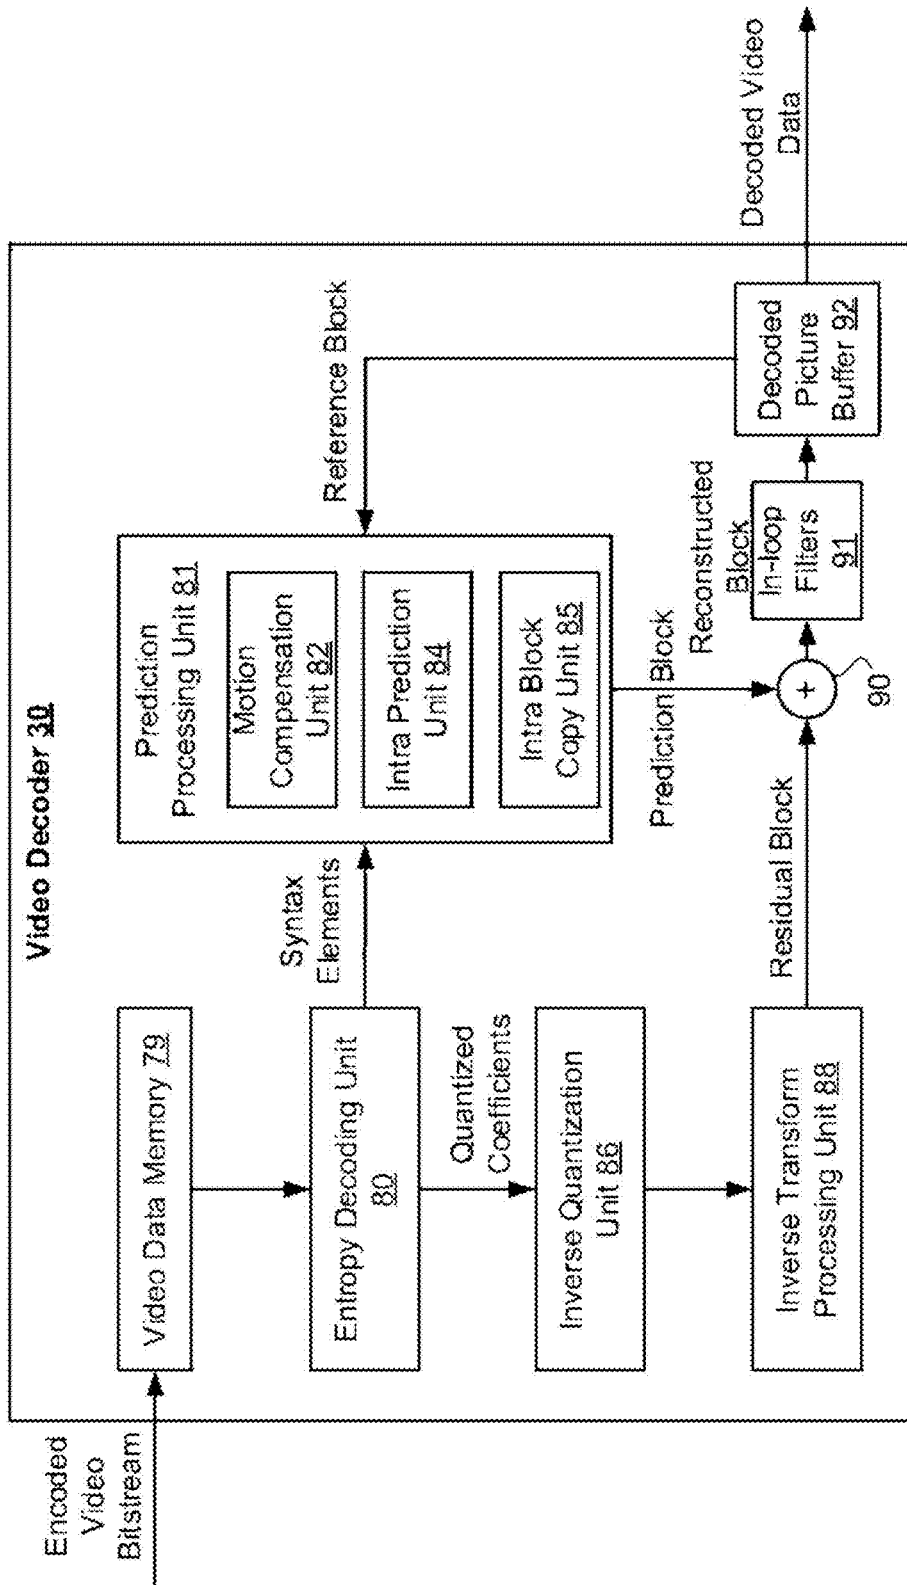 Video Decoder 30
Encoded
Video
Bitstream
Video Data Memory 79
Entropy Decoding Unit
80
Syntax
Elements
Quantized
Coefficients
Inverse Quantization
Unit 86
Inverse Transform
Processing Unit 88
Residual Block
Prediction
Processing Unit 81
Motion
Compensation
Unit 82
Intra Prediction
Unit 84
Intra Block
Copy Unit 85
Prediction Block
Reference Block
90
+
Reconstructed
Block
In-loop
Filters
91
Decoded
Picture
Buffer 92
Decoded Video
Data